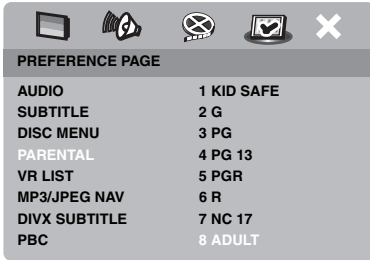 PREFERENCE PAGE
AUDIO 1 KID SAFE
SUBTITLE 2 G
DISC MENU 3 PG
PARENTAL 4 PG 13
VR LIST 5 PGR
MP3/JPEG NAV 6 R
DIVX SUBTITLE 7 NC 17
PBC 8 ADULT